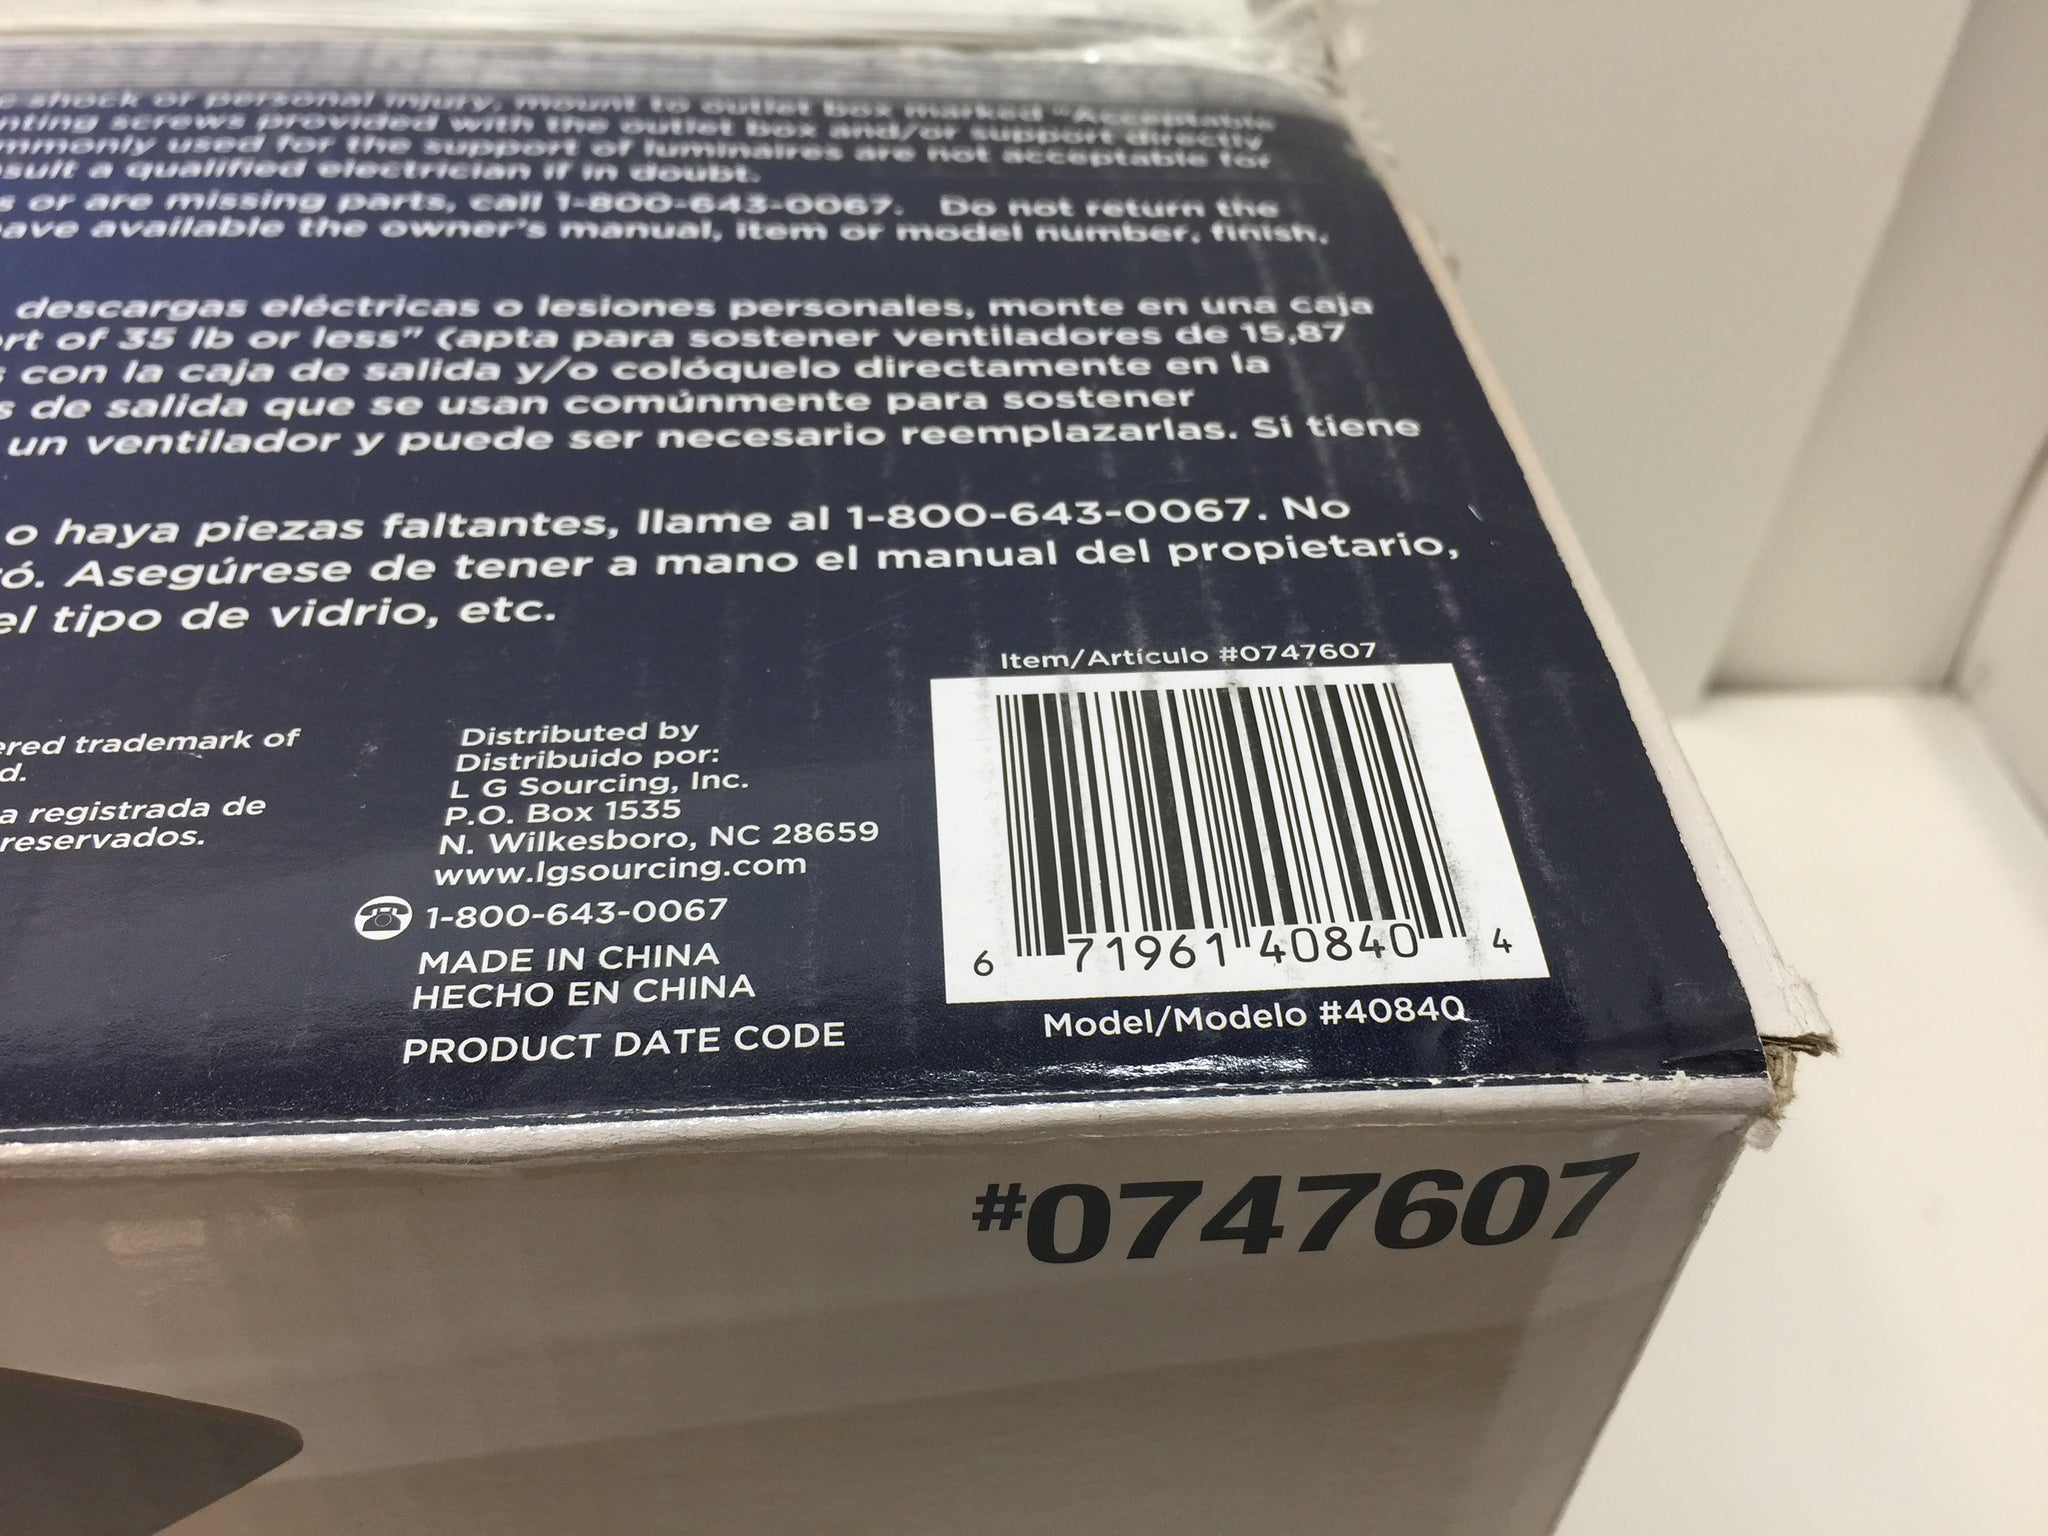 shock or personal injury, mount to outlet box marked "Acceptable
nting screws provided with the outlet box and/or support directly
mmonly used for the support of luminaires are not acceptable for
sult a qualified electrician if in doubt.
s or are missing parts, call 1-800-643-0067. Do not return the
ave available the owner's manual, item or model number, finish,
descargas eléctricas o lesiones personales, monte en una caja
rt of 35 lb or less" (apta para sostener ventiladores de 15,87
s con la caja de salida y/o colóquelo directamente en la
s de salida que se usan comúnmente para sostener
un ventilador y puede ser necesario reemplazarlas. Si tiene
o haya piezas faltantes, llame al 1-800-643-0067. No
ó. Asegúrese de tener a mano el manual del propietario,
el tipo de vidrio, etc.
ered trademark of
d.
a registrada de
reservados.
Distributed by
Distribuido por:
L G Sourcing, Inc.
P.O. Box 1535
N. Wilkesboro, NC 28659
www.lgsourcing.com
1-800-643-0067
MADE IN CHINA
HECHO EN CHINA
PRODUCT DATE CODE
Item/Artículo #0747607
6 71961 40840 4
Model/Modelo #40840
#0747607